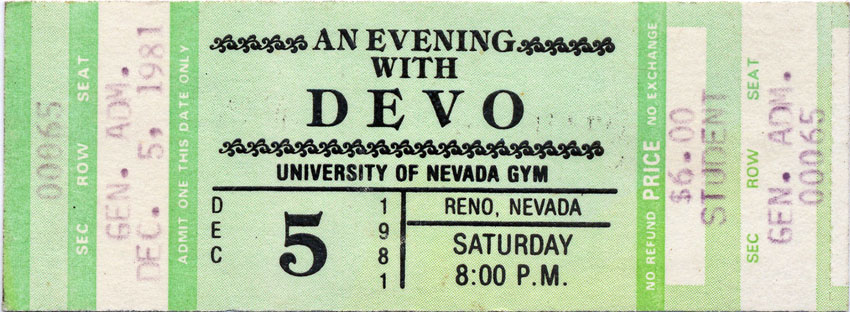 00065
SEC ROW SEAT
GEN. ADM.
DEC. 5, 1981
ADMIT ONE THIS DATE ONLY
AN EVENING
WITH
DEVO
UNIVERSITY OF NEVADA GYM
DEC
5
1981
RENO, NEVADA
SATURDAY
8:00 P.M.
NO REFUND PRICE NO EXCHANGE
$6.00
STUDENT
SEC ROW SEAT
GEN. ADM.
00065